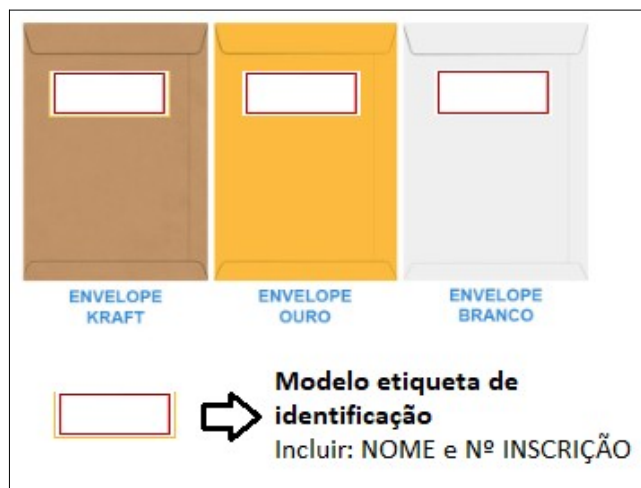 ENVELOPE
KRAFT
ENVELOPE
OURO
ENVELOPE
BRANCO
Modelo etiqueta de
identificação
Incluir: NOME e Nº INSCRIÇÃO